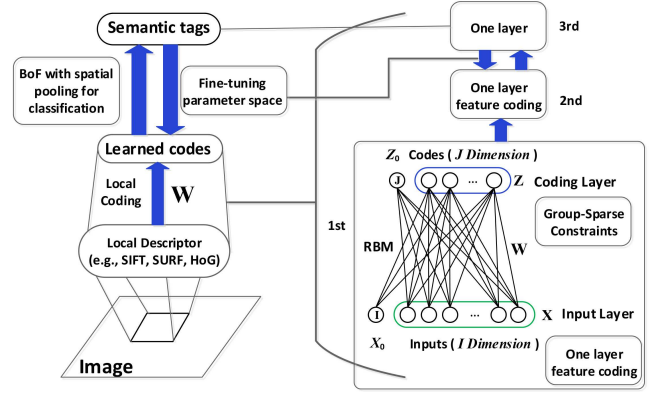 Semantic tags
BoF with spatial
pooling for
classification
Fine-tuning
parameter space
Learned codes
Local
Coding
W
Local Descriptor
(e.g., SIFT, SURF, HoG)
Image
1st
One layer
3rd
One layer
feature coding
2nd
Z0 Codes ( J Dimension )
J
...
Z
Coding Layer
Group-Sparse
Constraints
RBM
W
I
...
X
Input Layer
X0 Inputs ( I Dimension )
One layer
feature coding